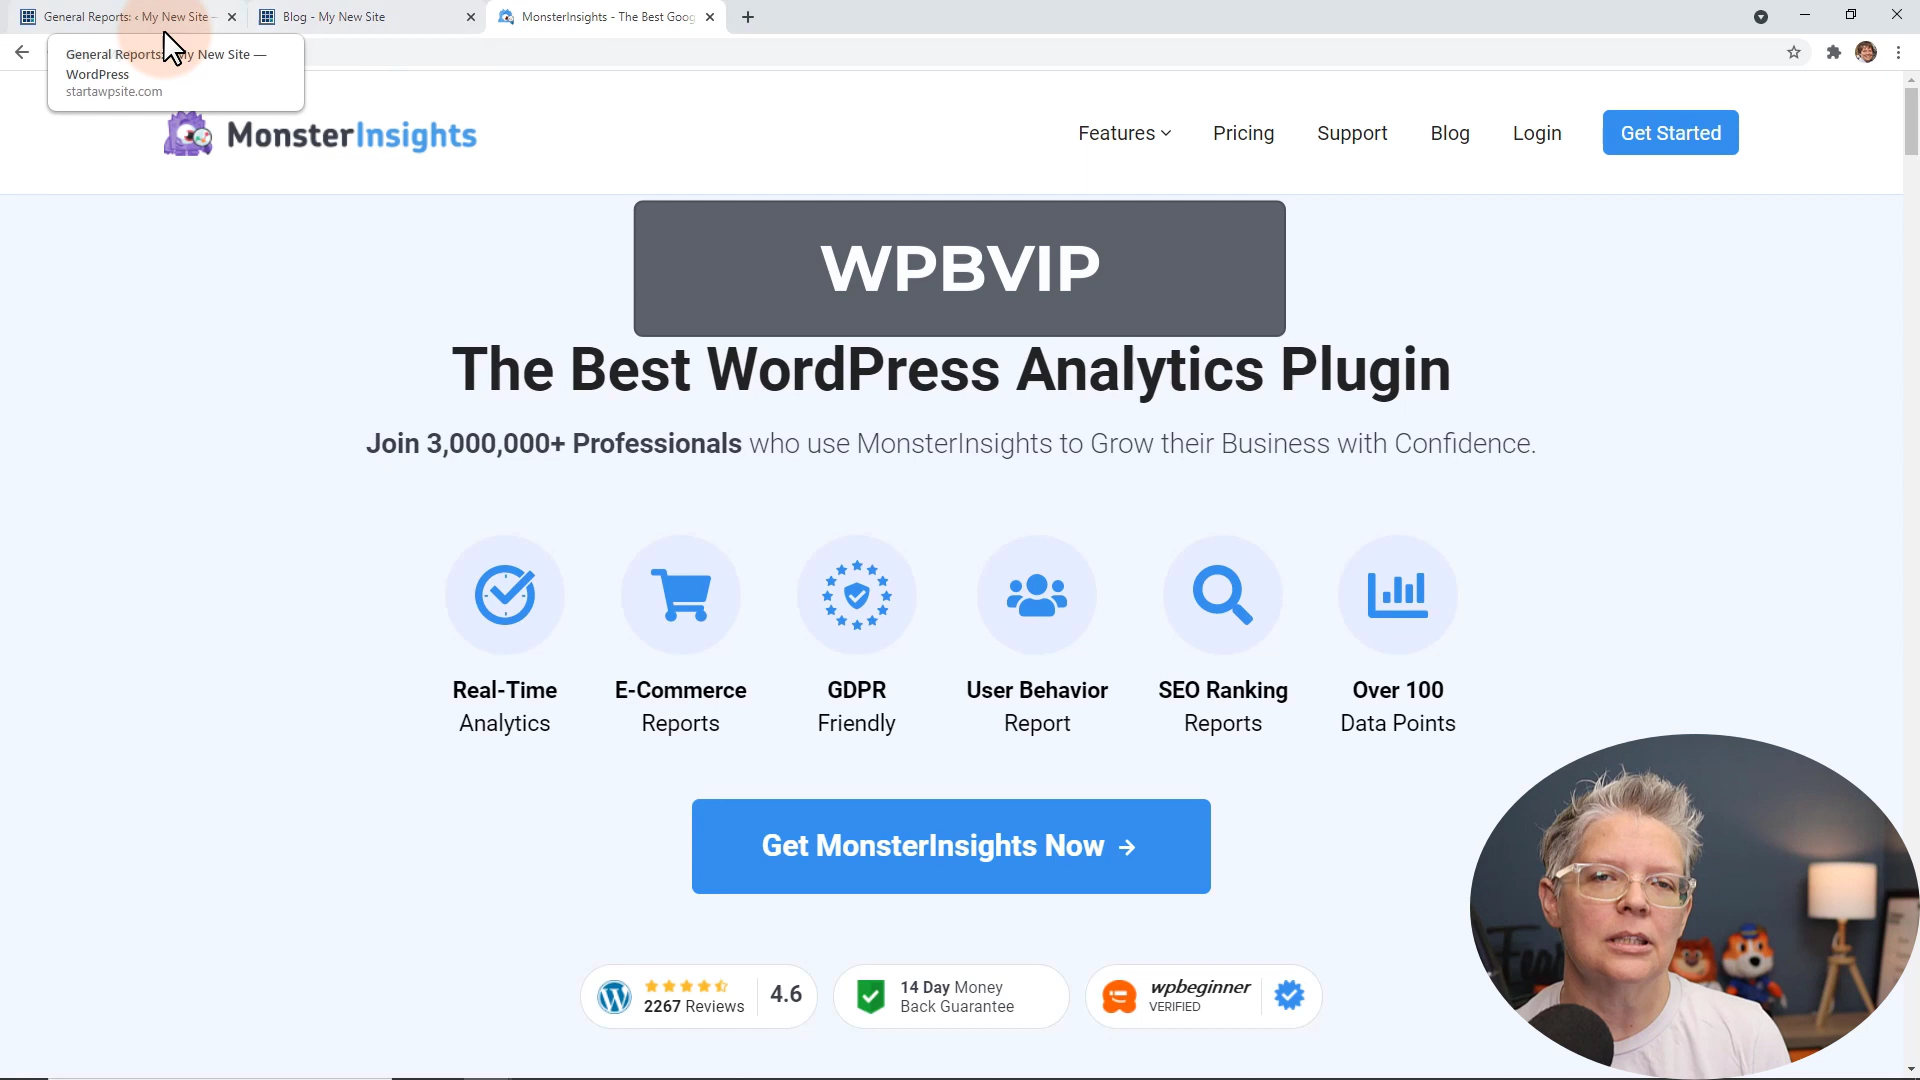 General Reports: ‹ My New Site —
Blog - My New Site
MonsterInsights - The Best Goog
General Reports: ‹ My New Site —
WordPress
startawpsite.com
MonsterInsights
Features
Pricing
Support
Blog
Login
Get Started
WPBVIP
The Best WordPress Analytics Plugin
Join 3,000,000+ Professionals who use MonsterInsights to Grow their Business with Confidence.
Real-Time
Analytics
E-Commerce
Reports
GDPR
Friendly
User Behavior
Report
SEO Ranking
Reports
Over 100
Data Points
Get MonsterInsights Now →
2267 Reviews
4.6
14 Day Money
Back Guarantee
wpbeginner
VERIFIED